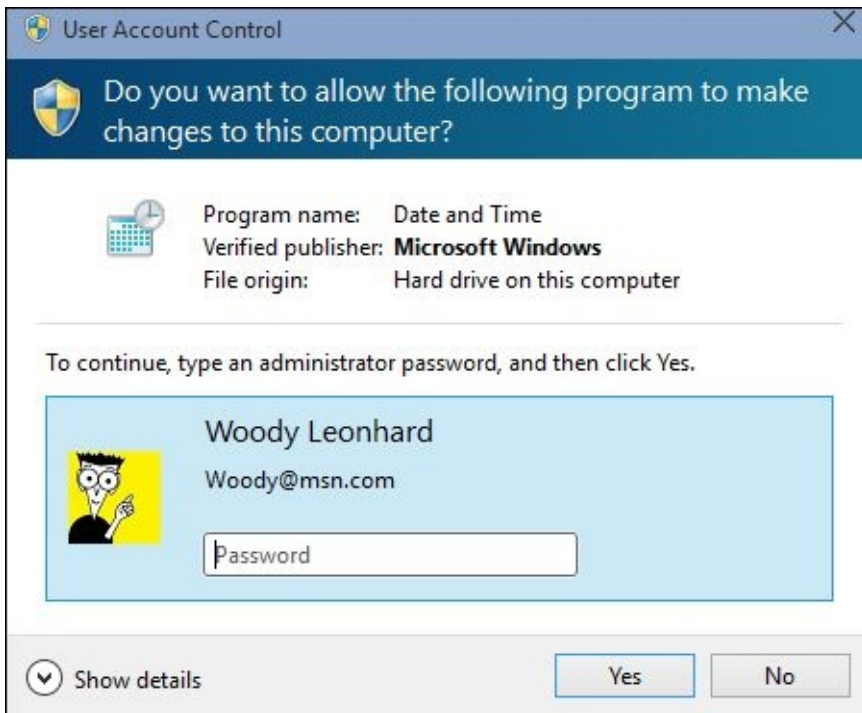 User Account Control
Do you want to allow the following program to make
changes to this computer?
Program name: Date and Time
Verified publisher: Microsoft Windows
File origin: Hard drive on this computer
To continue, type an administrator password, and then click Yes.
Woody Leonhard
Woody@msn.com
Password
Show details Yes No